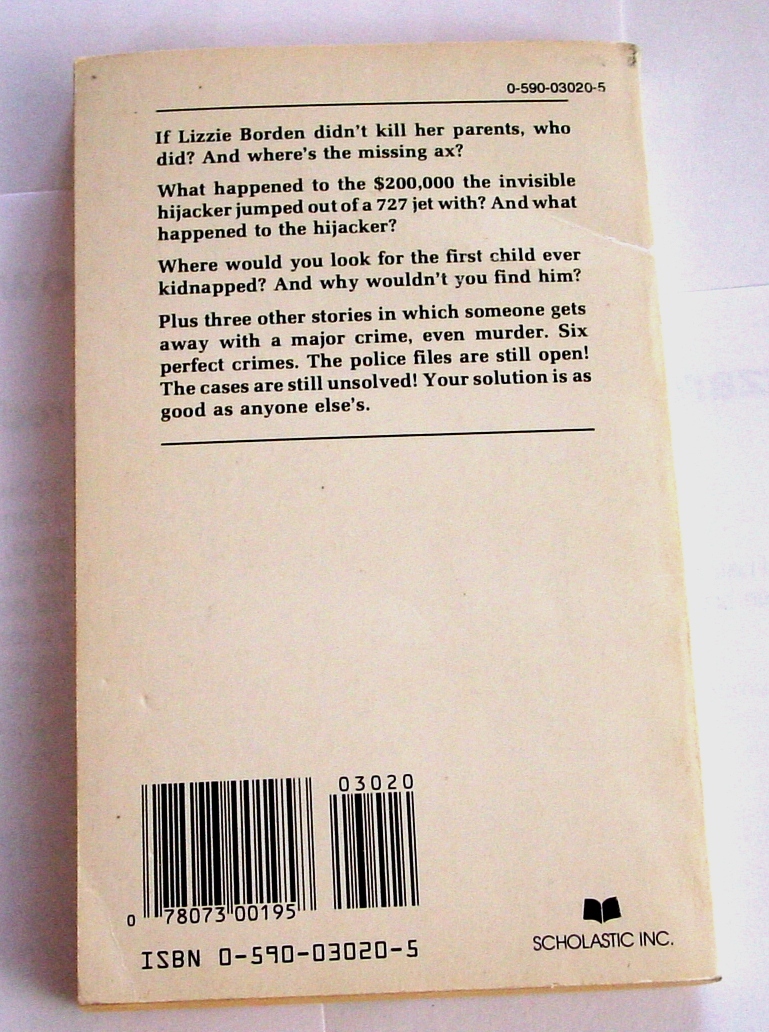 0-590-03020-5
If Lizzie Borden didn't kill her parents, who
did? And where's the missing ax?
What happened to the $200,000 the invisible
hijacker jumped out of a 727 jet with? And what
happened to the hijacker?
Where would you look for the first child ever
kidnapped? And why wouldn't you find him?
Plus three other stories in which someone gets
away with a major crime, even murder. Six
perfect crimes. The police files are still open!
The cases are still unsolved! Your solution is as
good as anyone else's.
03020
0 78073 00195
ISBN 0-590-03020-5
SCHOLASTIC INC.